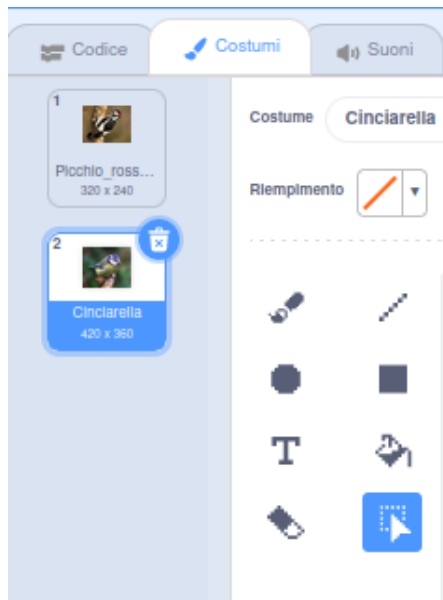 Codice Costumi Suoni
1
Picchio_ross...
320 x 240
2
Cinciarella
420 x 360
Costume Cinciarella
Riempimento
T